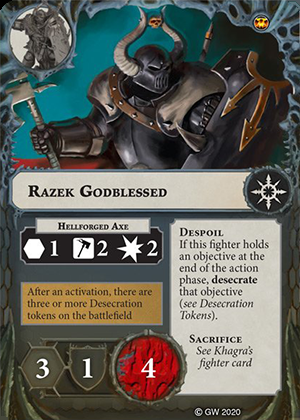 RAZEK GODBLESSED
HELLFORGED AXE
1 2 2
After an activation, there are
three or more Desecration
tokens on the battlefield
DESPOIL
If this fighter holds
an objective at the
end of the action
phase, desecrate
that objective
(see Desecration
Tokens).
SACRIFICE
See Khagra's
fighter card
3 1 4
© GW 2020